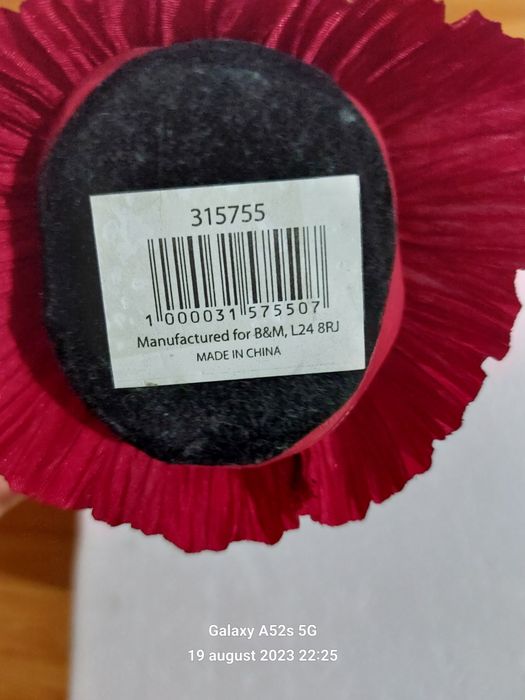 315755
1 000031 575507
Manufactured for B&M, L24 8RJ
MADE IN CHINA
Galaxy A52s 5G
19 august 2023 22:25